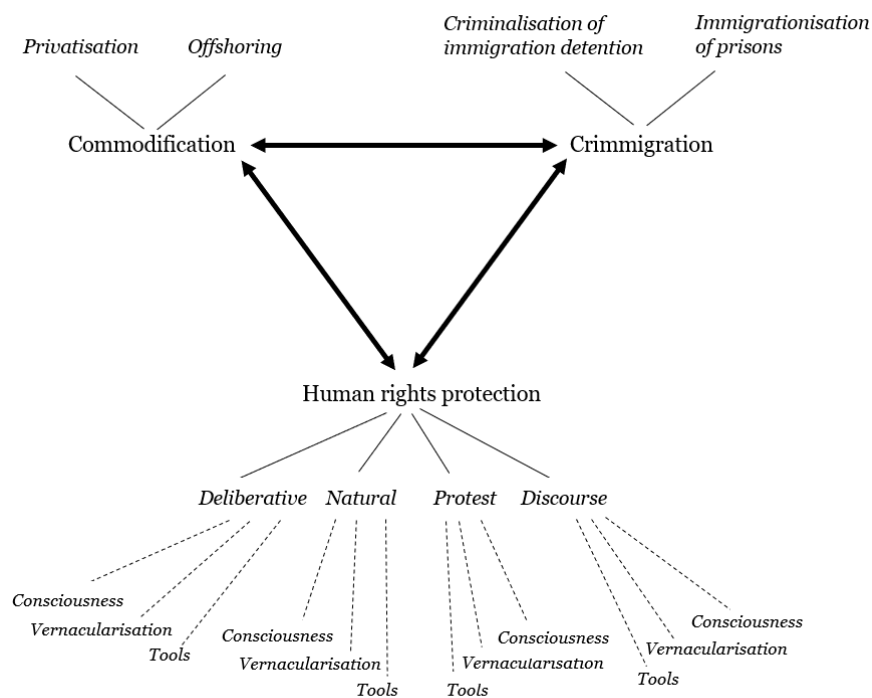 Privatisation
Offshoring
Criminalisation of
immigration detention
Immigrationisation
of prisons
Commodification
Crimmigration
Human rights protection
Deliberative
Natural
Protest
Discourse
Consciousness
Vernacularisation
Tools
Consciousness
Vernacularisation
Tools
Consciousness
Vernacularisation
Tools
Consciousness
Vernacularisation
Tools